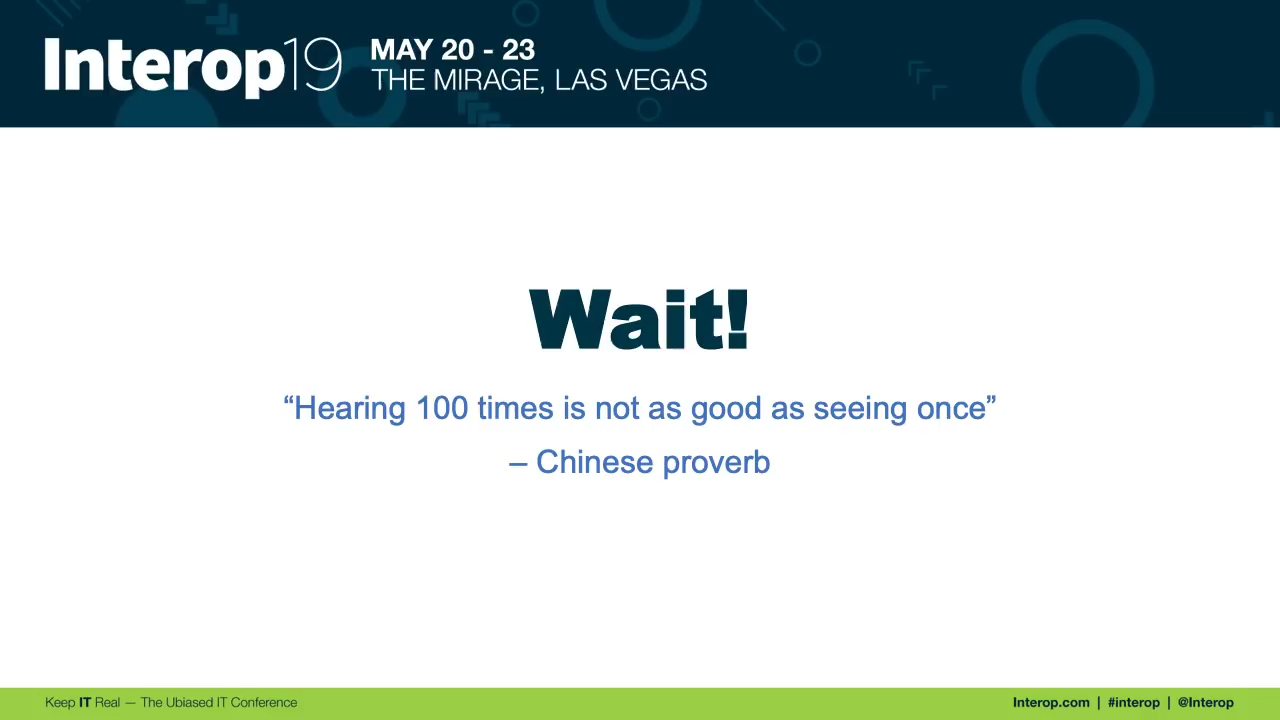 Interop19
MAY 20 - 23
THE MIRAGE, LAS VEGAS
Wait!
“Hearing 100 times is not as good as seeing once”
– Chinese proverb
Keep IT Real — The Ubiased IT Conference
Interop.com | #interop | @Interop